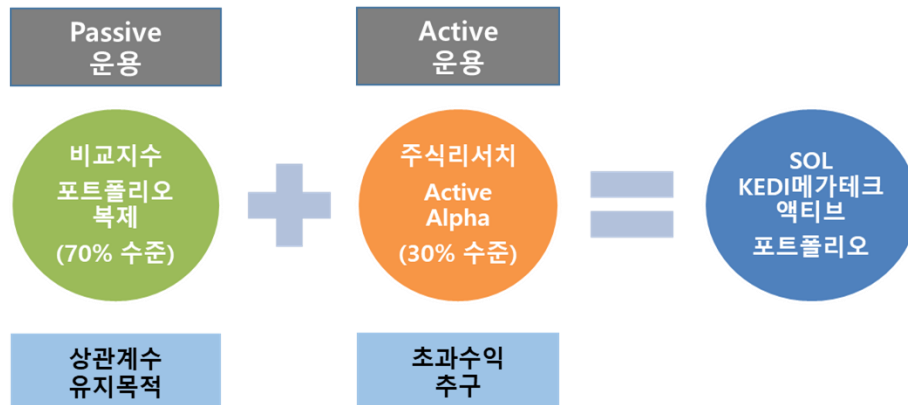 Passive
운용
Active
운용
비교지수
포트폴리오
복제
(70% 수준)
주식리서치
Active
Alpha
(30% 수준)
SOL
KEDI메가테크
액티브
포트폴리오
상관계수
유지목적
초과수익
추구